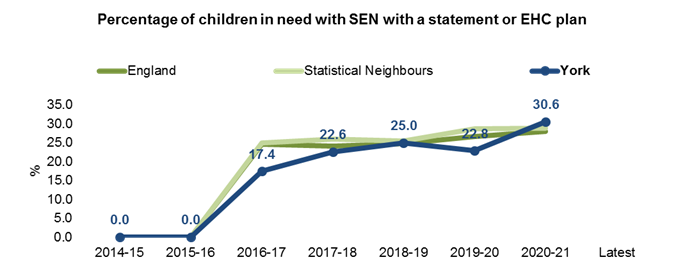 Percentage of children in need with SEN with a statement or EHC plan
England Statistical Neighbours York
35.0
30.0
25.0
20.0
15.0
10.0
5.0
0.0
%
0.0 0.0 17.4 22.6 25.0 22.8 30.6
2014-15 2015-16 2016-17 2017-18 2018-19 2019-20 2020-21 Latest